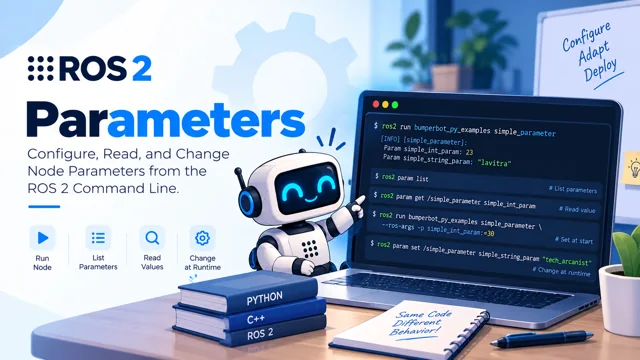 ROS 2
Parameters
Configure, Read, and Change
Node Parameters from the
ROS 2 Command Line.
Run
Node
List
Parameters
Read
Values
Change
at Runtime
Configure
Adapt
Deploy
$ ros2 run bumperbot_py_examples simple_parameter
[INFO] [simple_parameter]:
Param simple_int_param: 23
Param simple_string_param: "lavitra"
$ ros2 param list
# List parameters
$ ros2 param get /simple_parameter simple_int_param
# Read value
$ ros2 run bumperbot_py_examples simple_parameter \
--ros-args -p simple_int_param:=30
# Set at start
$ ros2 param set /simple_parameter simple_string_param "tech_arcanist"
# Change at runtime
PYTHON
C++
ROS 2
Same Code
Different
Behavior!